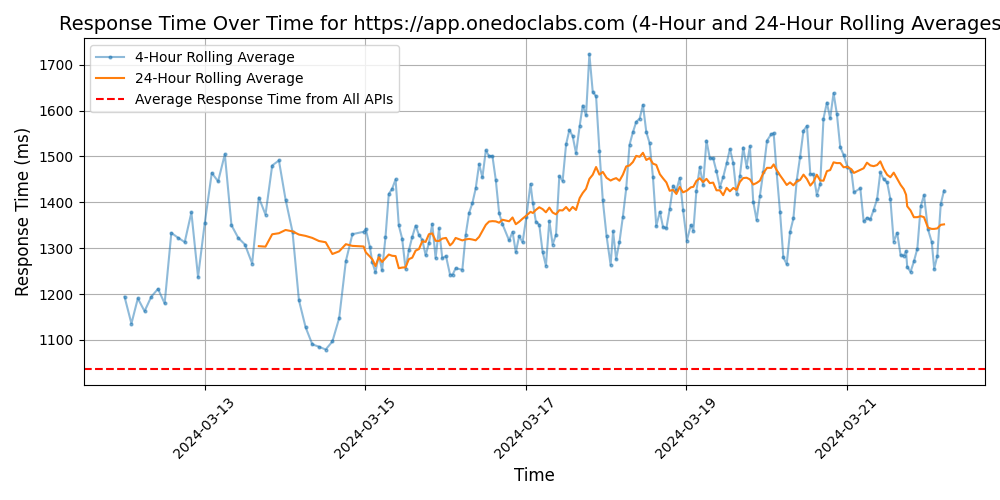 Response Time Over Time for https://app.onedoclabs.com (4-Hour and 24-Hour Rolling Averages
4-Hour Rolling Average
24-Hour Rolling Average
Average Response Time from All APIs
Response Time (ms)
1700
1600
1500
1400
1300
1200
1100
2024-03-13
2024-03-15
2024-03-17
2024-03-19
2024-03-21
Time